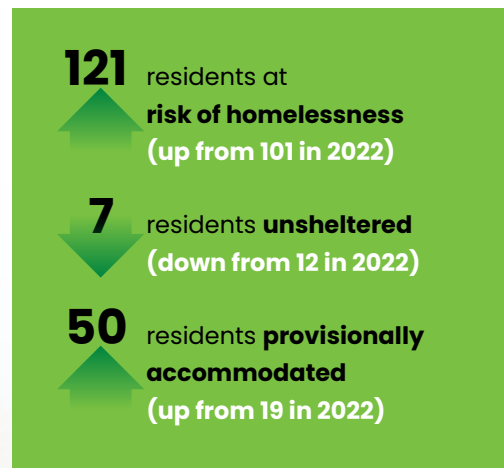 121 residents at
risk of homelessness
(up from 101 in 2022)
7 residents unsheltered
(down from 12 in 2022)
50 residents provisionally
accommodated
(up from 19 in 2022)